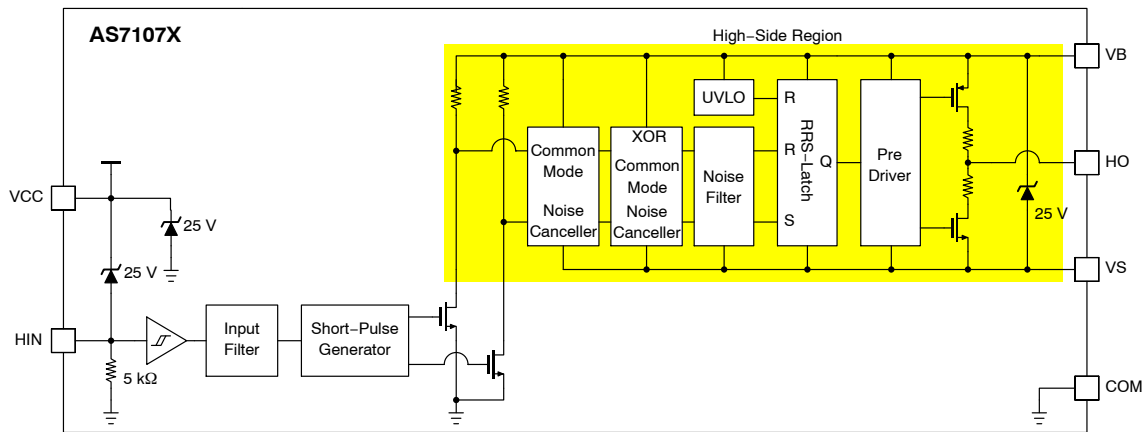 AS7107X
High−Side Region
VB
UVLO
R
RRS−Latch
XOR
Common
Mode
Noise
Canceller
Common
Mode
Noise
Canceller
Noise
Filter
R
S
Q
Pre
Driver
HO
25 V
VS
VCC
25 V
25 V
HIN
5 kΩ
Input
Filter
Short−Pulse
Generator
COM